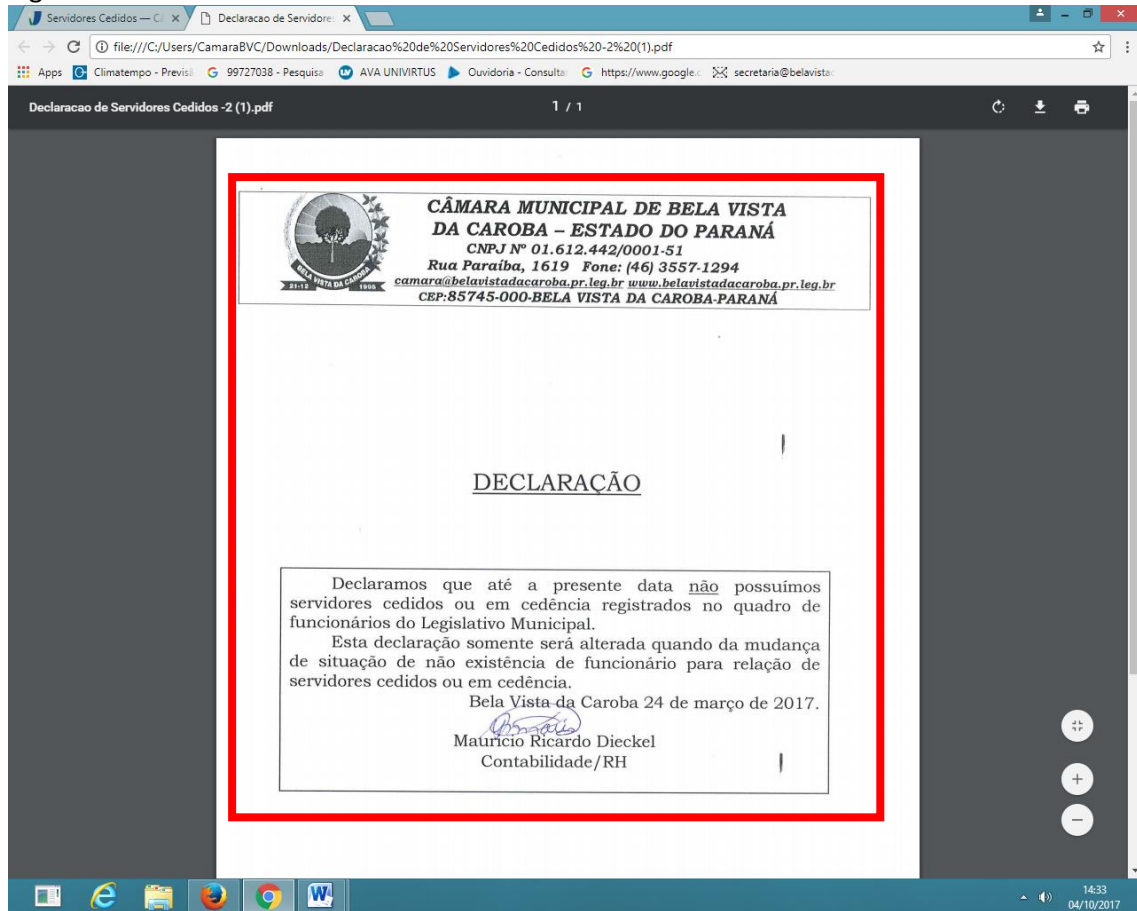 Servidores Cedidos — C
Declaracao de Servidore
file:///C:/Users/CamaraBVC/Downloads/Declaracao%20de%20Servidores%20Cedidos%20-2%20(1).pdf
Apps Climatempo - Previs 99727038 - Pesquisa AVA UNIVIRTUS Ouvidoria - Consulta https://www.google.c secretaria@belavista
Declaracao de Servidores Cedidos -2 (1).pdf 1 / 1
CÂMARA MUNICIPAL DE BELA VISTA
DA CAROBA – ESTADO DO PARANÁ
CNPJ Nº 01.612.442/0001-51
Rua Paraíba, 1619 Fone: (46) 3557-1294
camara@belavistadacaroba.pr.leg.br www.belavistadacaroba.pr.leg.br
CEP:85745-000-BELA VISTA DA CAROBA-PARANÁ
BELA VISTA DA CAROBA
21-12 1995
DECLARAÇÃO
Declaramos que até a presente data não possuímos
servidores cedidos ou em cedência registrados no quadro de
funcionários do Legislativo Municipal.
Esta declaração somente será alterada quando da mudança
de situação de não existência de funcionário para relação de
servidores cedidos ou em cedência.
Bela Vista da Caroba 24 de março de 2017.
Mauricio Ricardo Dieckel
Contabilidade/RH
14:33
04/10/2017